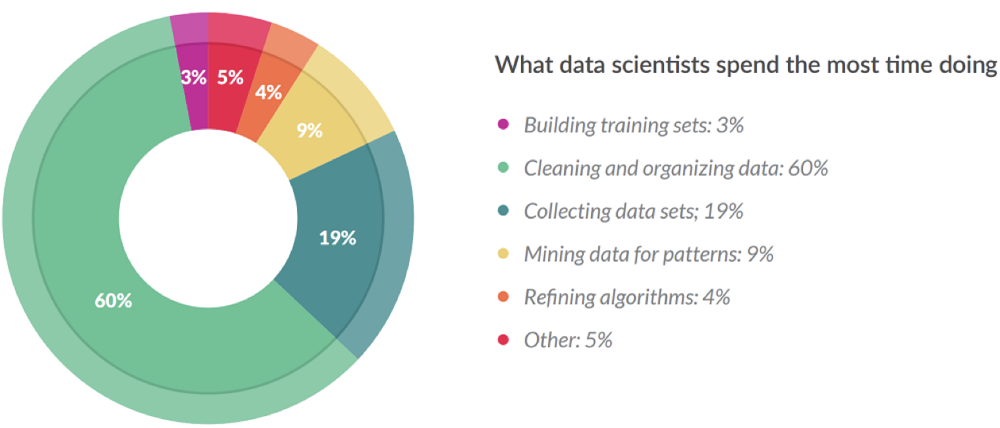 3%
5%
4%
9%
19%
60%
What data scientists spend the most time doing
Building training sets: 3%
Cleaning and organizing data: 60%
Collecting data sets; 19%
Mining data for patterns: 9%
Refining algorithms: 4%
Other: 5%